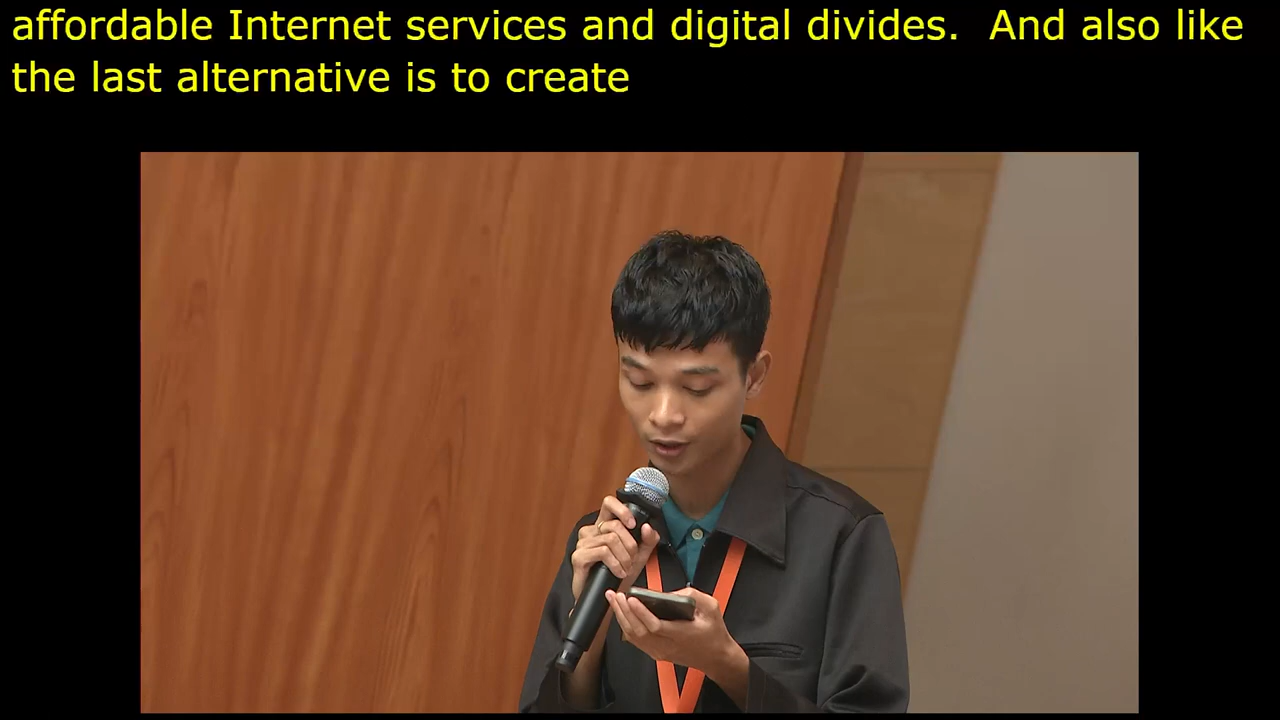 affordable Internet services and digital divides.  And also like
the last alternative is to create